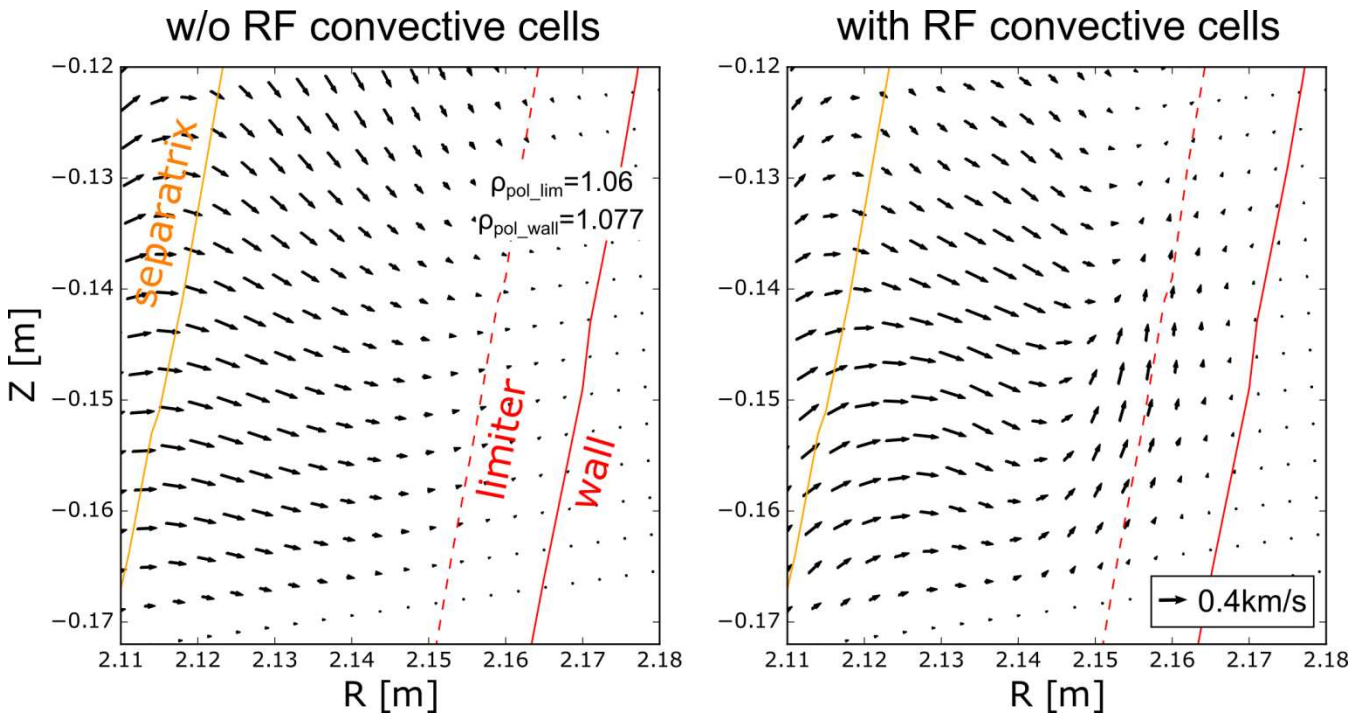 w/o RF convective cells
with RF convective cells
−0.12
−0.13
−0.14
−0.15
−0.16
−0.17
Z [m]
separatrix
ρpol_lim=1.06
ρpol_wall=1.077
limiter
wall
2.11 2.12 2.13 2.14 2.15 2.16 2.17 2.18
R [m]
−0.12
−0.13
−0.14
−0.15
−0.16
−0.17
0.4km/s
2.11 2.12 2.13 2.14 2.15 2.16 2.17 2.18
R [m]